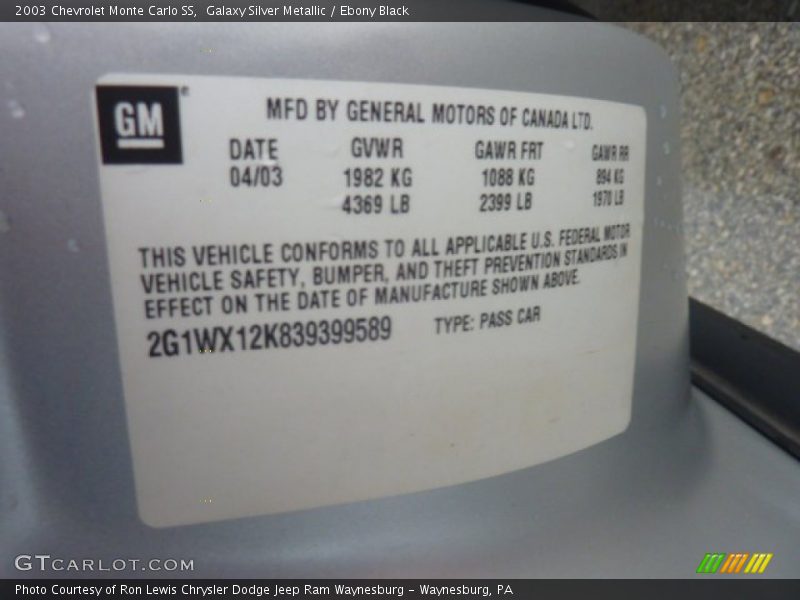 2003 Chevrolet Monte Carlo SS,  Galaxy Silver Metallic / Ebony Black
GM
MFD BY GENERAL MOTORS OF CANADA LTD.
DATE GVWR GAWR FRT GAWR RR
04/03 1982 KG 1088 KG 894 KG
4369 LB 2399 LB 1970 LB
THIS VEHICLE CONFORMS TO ALL APPLICABLE U.S. FEDERAL MOTOR
VEHICLE SAFETY, BUMPER, AND THEFT PREVENTION STANDARDS IN
EFFECT ON THE DATE OF MANUFACTURE SHOWN ABOVE.
2G1WX12K839399589 TYPE: PASS CAR
GTCARLOT.COM
Photo Courtesy of Ron Lewis Chrysler Dodge Jeep Ram Waynesburg – Waynesburg, PA